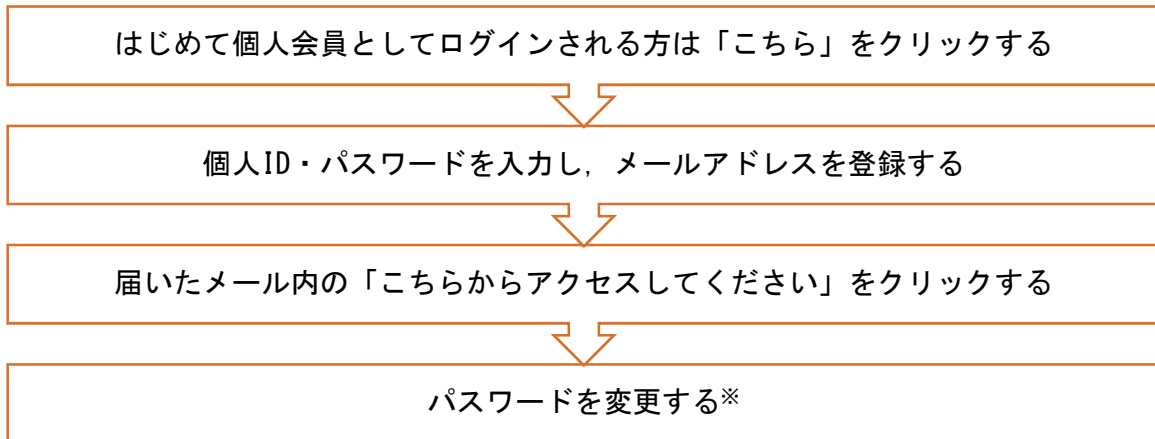 はじめて個人会員としてログインされる方は「こちら」をクリックする
個人ID・パスワードを入力し，メールアドレスを登録する
届いたメール内の「こちらからアクセスしてください」をクリックする
パスワードを変更する※